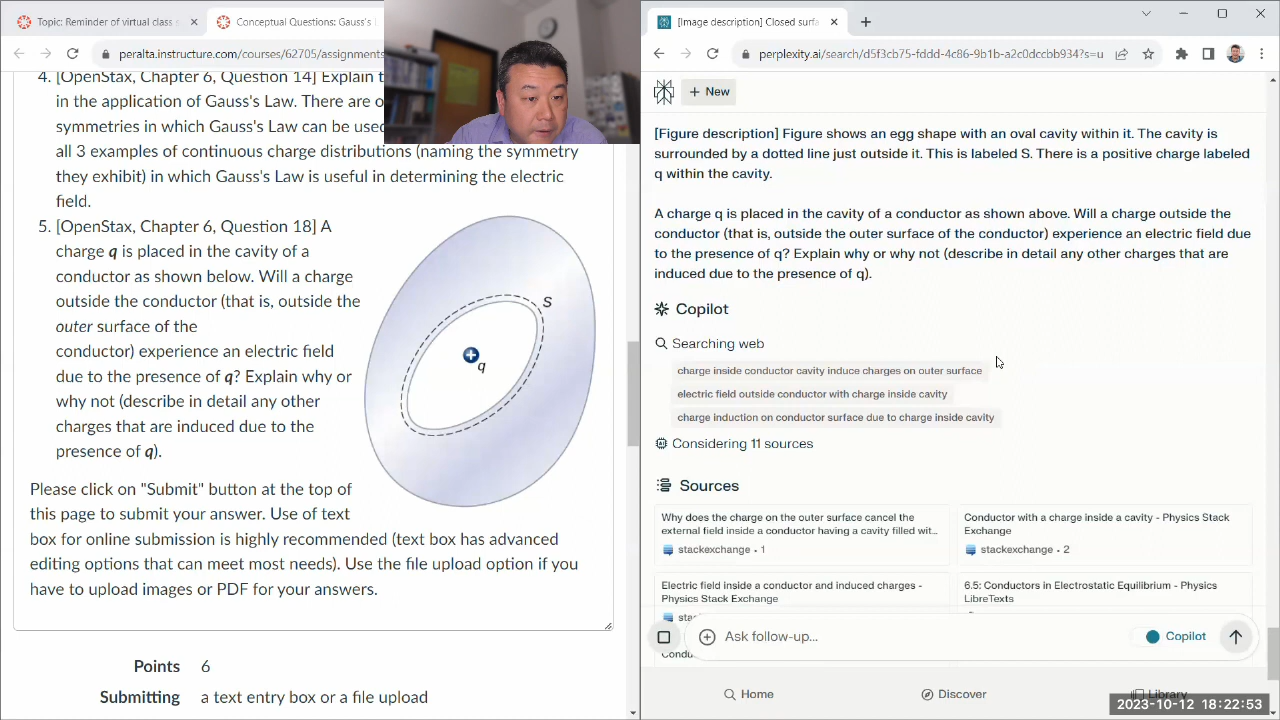 Topic: Reminder of virtual class s
Conceptual Questions: Gauss's l
peralta.instructure.com/courses/62705/assignments
4. [OpenStax, Chapter 6, Question 14] Explain t
in the application of Gauss's Law. There are o
symmetries in which Gauss's Law can be used
all 3 examples of continuous charge distributions (naming the symmetry
they exhibit) in which Gauss's Law is useful in determining the electric
field.
5. [OpenStax, Chapter 6, Question 18] A
charge q is placed in the cavity of a
conductor as shown below. Will a charge
outside the conductor (that is, outside the
outer surface of the
conductor) experience an electric field
due to the presence of q? Explain why or
why not (describe in detail any other
charges that are induced due to the
presence of q).
S
q
Please click on "Submit" button at the top of
this page to submit your answer. Use of text
box for online submission is highly recommended (text box has advanced
editing options that can meet most needs). Use the file upload option if you
have to upload images or PDF for your answers.
Points 6
Submitting a text entry box or a file upload
[Image description] Closed surfa
perplexity.ai/search/d5f3cb75-fddd-4c86-9b1b-a2c0dccbb934?s=u
New
[Figure description] Figure shows an egg shape with an oval cavity within it. The cavity is
surrounded by a dotted line just outside it. This is labeled S. There is a positive charge labeled
q within the cavity.
A charge q is placed in the cavity of a conductor as shown above. Will a charge outside the
conductor (that is, outside the outer surface of the conductor) experience an electric field due
to the presence of q? Explain why or why not (describe in detail any other charges that are
induced due to the presence of q).
Copilot
Searching web
charge inside conductor cavity induce charges on outer surface
electric field outside conductor with charge inside cavity
charge induction on conductor surface due to charge inside cavity
Considering 11 sources
Sources
Why does the charge on the outer surface cancel the
external field inside a conductor having a cavity filled wit...
stackexchange • 1
Conductor with a charge inside a cavity - Physics Stack
Exchange
stackexchange • 2
Electric field inside a conductor and induced charges -
Physics Stack Exchange
6.5: Conductors in Electrostatic Equilibrium - Physics
LibreTexts
Ask follow-up...
Copilot
Home
Discover
Library
2023-10-12 18:22:53